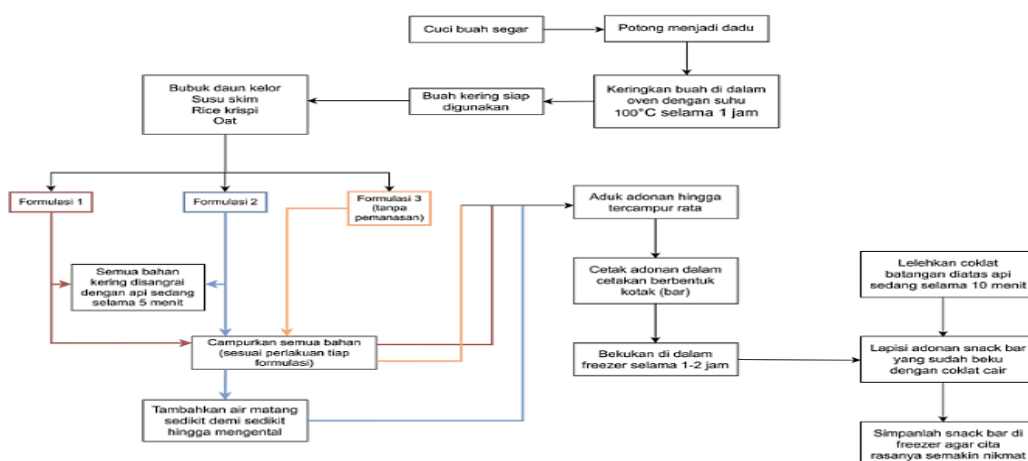 Cuci buah segar
Potong menjadi dadu
Keringkan buah di dalam
oven dengan suhu
100°C selama 1 jam
Buah kering siap
digunakan
Bubuk daun kelor
Susu skim
Rice krispi
Oat
Formulasi 1
Formulasi 2
Formulasi 3
(tanpa
pemanasan)
Semua bahan
kering disangrai
dengan api sedang
selama 5 menit
Campurkan semua bahan
(sesuai perlakuan tiap
formulasi)
Tambahkan air matang
sedikit demi sedikit
hingga mengental
Aduk adonan hingga
tercampur rata
Cetak adonan dalam
cetakan berbentuk
kotak (bar)
Bekukan di dalam
freezer selama 1-2 jam
Lelehkan coklat
batangan diatas api
sedang selama 10 menit
Lapisi adonan snack bar
yang sudah beku
dengan coklat cair
Simpanlah snack bar di
freezer agar cita
rasanya semakin nikmat